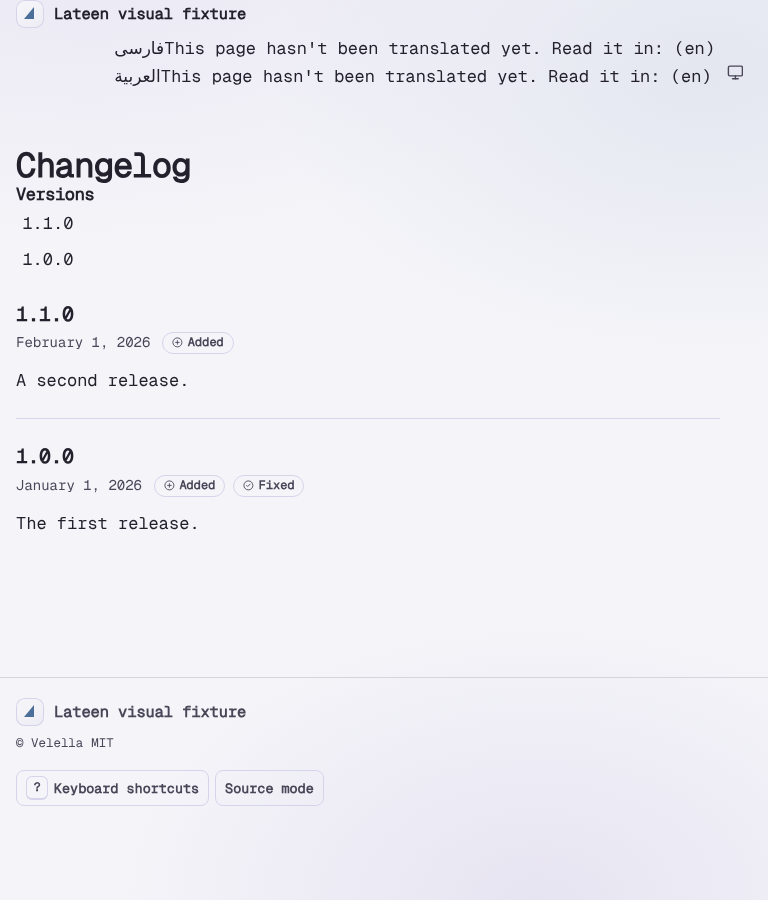 Lateen visual fixture
فارسیThis page hasn't been translated yet. Read it in: (en)
العربيةThis page hasn't been translated yet. Read it in: (en)
Changelog
Versions
1.1.0
1.0.0
1.1.0
February 1, 2026 Added
A second release.
1.0.0
January 1, 2026 Added Fixed
The first release.
Lateen visual fixture
© Velella MIT
? Keyboard shortcuts Source mode